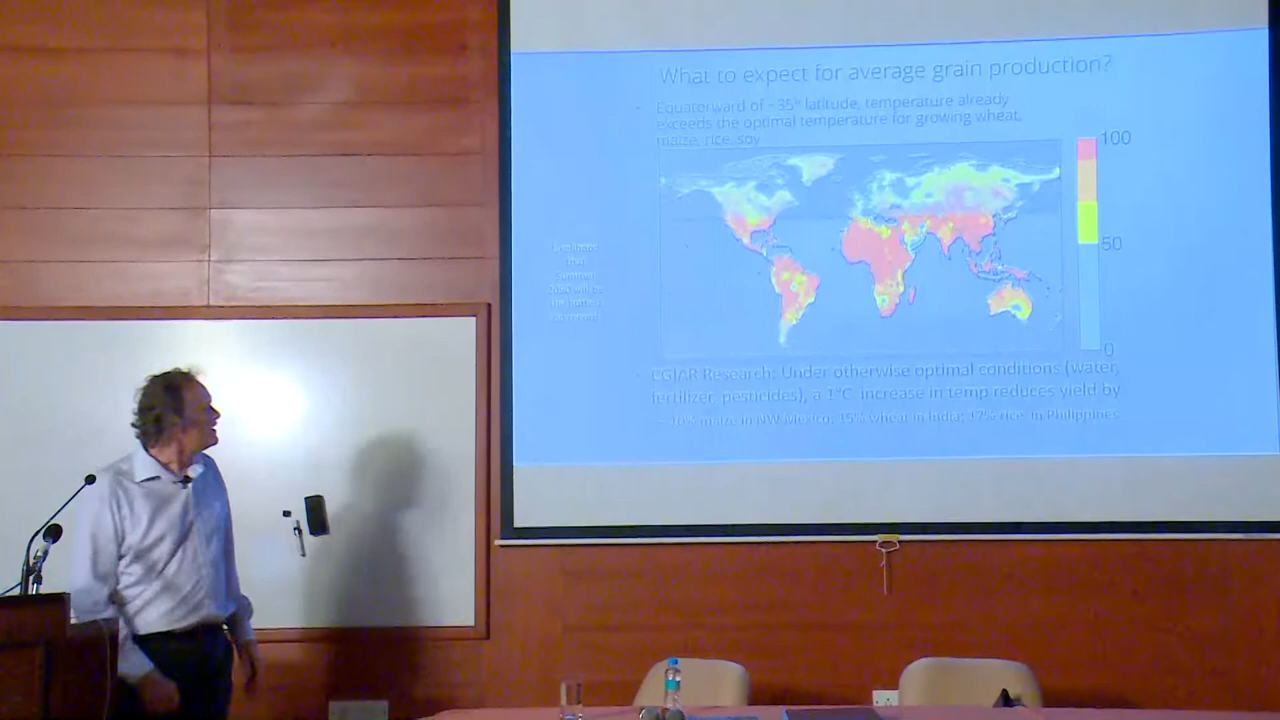 What to expect for average grain production?
Equatorward of ~35° latitude, temperature already
exceeds the optimal temperature for growing wheat,
maize, rice, soy
100
50
0
CGIAR Research: Under otherwise optimal conditions (water,
fertilizer, pesticides), a 1°C increase in temp reduces yield by
~ 10% maize in NW Mexico; 15% wheat in India; 17% rice in Philippines